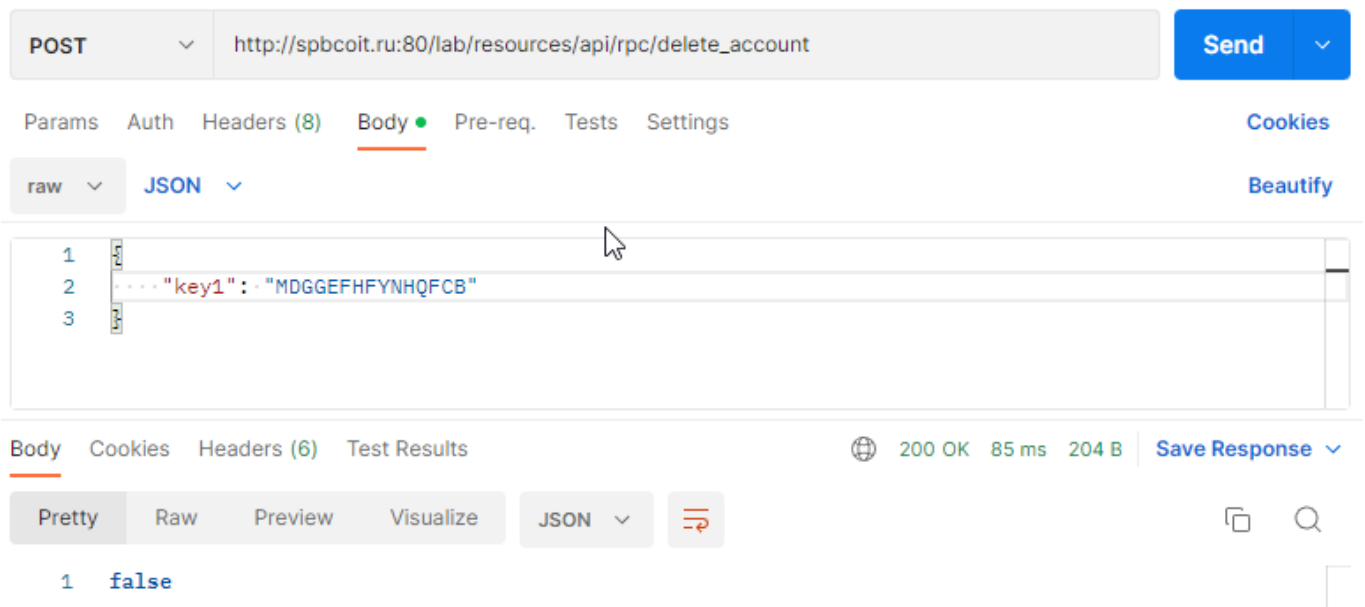 POST http://spbcoit.ru:80/lab/resources/api/rpc/delete_account Send
Params Auth Headers (8) Body Pre-req. Tests Settings Cookies
raw JSON Beautify
1 {
2 ····"key1":·"MDGGEFHFYNHQFCB"
3 }
Body Cookies Headers (6) Test Results 200 OK 85 ms 204 B Save Response
Pretty Raw Preview Visualize JSON
1 false